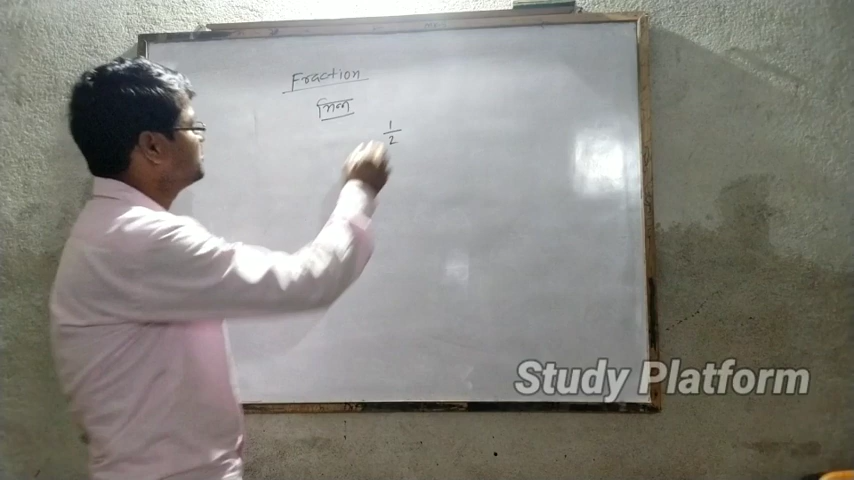 Fraction
भिन्न
1
2
Study Platform